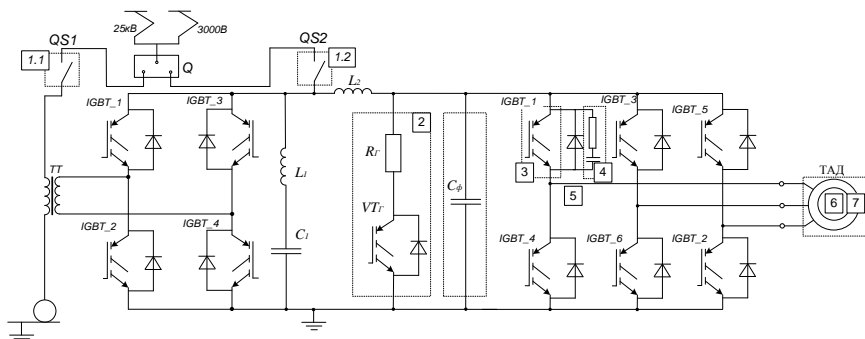 25кВ
3000В
QS1
1.1
Q
QS2
1.2
L2
IGBT_1
IGBT_3
IGBT_1
IGBT_3
IGBT_5
2
RГ
3
4
L1
ТАД
ТТ
Cф
5
6
7
VTГ
IGBT_2
IGBT_4
C1
IGBT_4
IGBT_6
IGBT_2